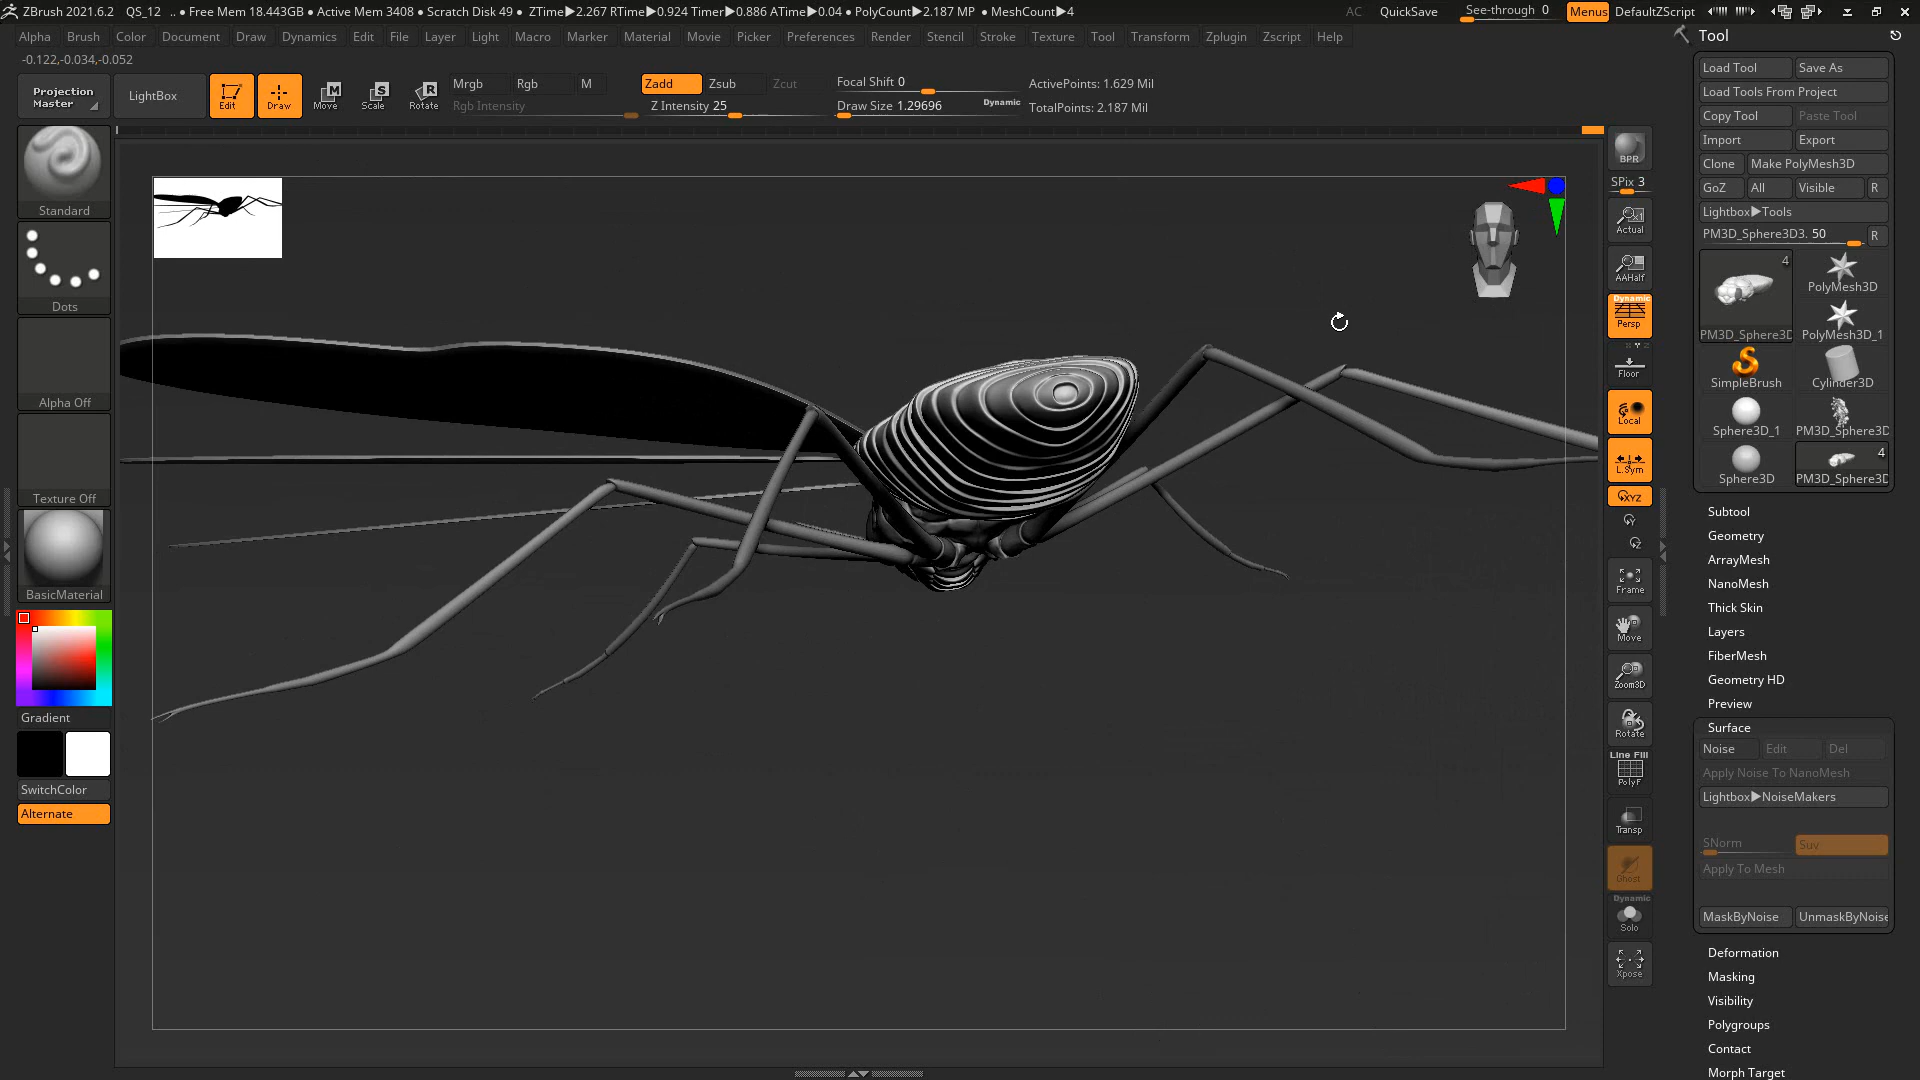 ZBrush 2021.6.2 QS_12 .. • Free Mem 18.443GB • Active Mem 3408 • Scratch Disk 49 • ZTime▶2.267 RTime▶0.924 Timer▶0.886 ATime▶0.04 • PolyCount▶2.187 MP • MeshCount▶4 AC QuickSave See-through 0 Menus DefaultZScript
Alpha Brush Color Document Draw Dynamics Edit File Layer Light Macro Marker Material Movie Picker Preferences Render Stencil Stroke Texture Tool Transform Zplugin Zscript Help
-0.122,-0.034,-0.052
Projection Master
LightBox
Edit
Draw
Move
Scale
Rotate
Mrgb Rgb M
Rgb Intensity
Zadd Zsub Zcut
Z Intensity 25
Focal Shift 0
Draw Size 1.29696 Dynamic
ActivePoints: 1.629 Mil
TotalPoints: 2.187 Mil
Standard
Dots
Alpha Off
Texture Off
BasicMaterial
Gradient
SwitchColor
Alternate
BPR
SPix 3
Actual
AAHalf
Dynamic
Persp
Floor
Local
L.Sym
XYZ
Y
Z
Frame
Move
Zoom3D
Rotate
Line Fill
PolyF
Transp
Ghost
Dynamic
Solo
Xpose
Tool
Load Tool Save As
Load Tools From Project
Copy Tool Paste Tool
Import Export
Clone Make PolyMesh3D
GoZ All Visible R
Lightbox▶Tools
PM3D_Sphere3D3. 50 R
4
PM3D_Sphere3D
PolyMesh3D
PolyMesh3D_1
SimpleBrush Cylinder3D
Sphere3D_1 PM3D_Sphere3D
4
Sphere3D PM3D_Sphere3D
Subtool
Geometry
ArrayMesh
NanoMesh
Thick Skin
Layers
FiberMesh
Geometry HD
Preview
Surface
Noise Edit Del
Apply Noise To NanoMesh
Lightbox▶NoiseMakers
SNorm Suv
Apply To Mesh
MaskByNoise UnmaskByNoise
Deformation
Masking
Visibility
Polygroups
Contact
Morph Target